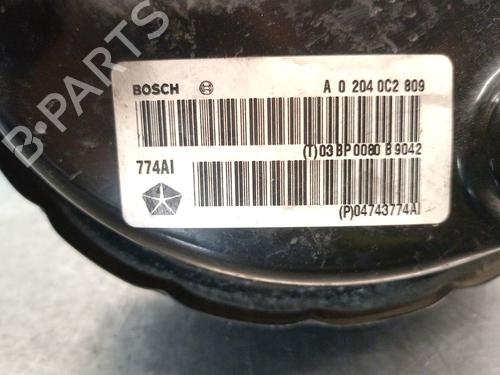 BOSCH A 0 204 0C2 809
(T)03 BP 0080 B 9042
774AI
(P)04743774AI
B-PARTS